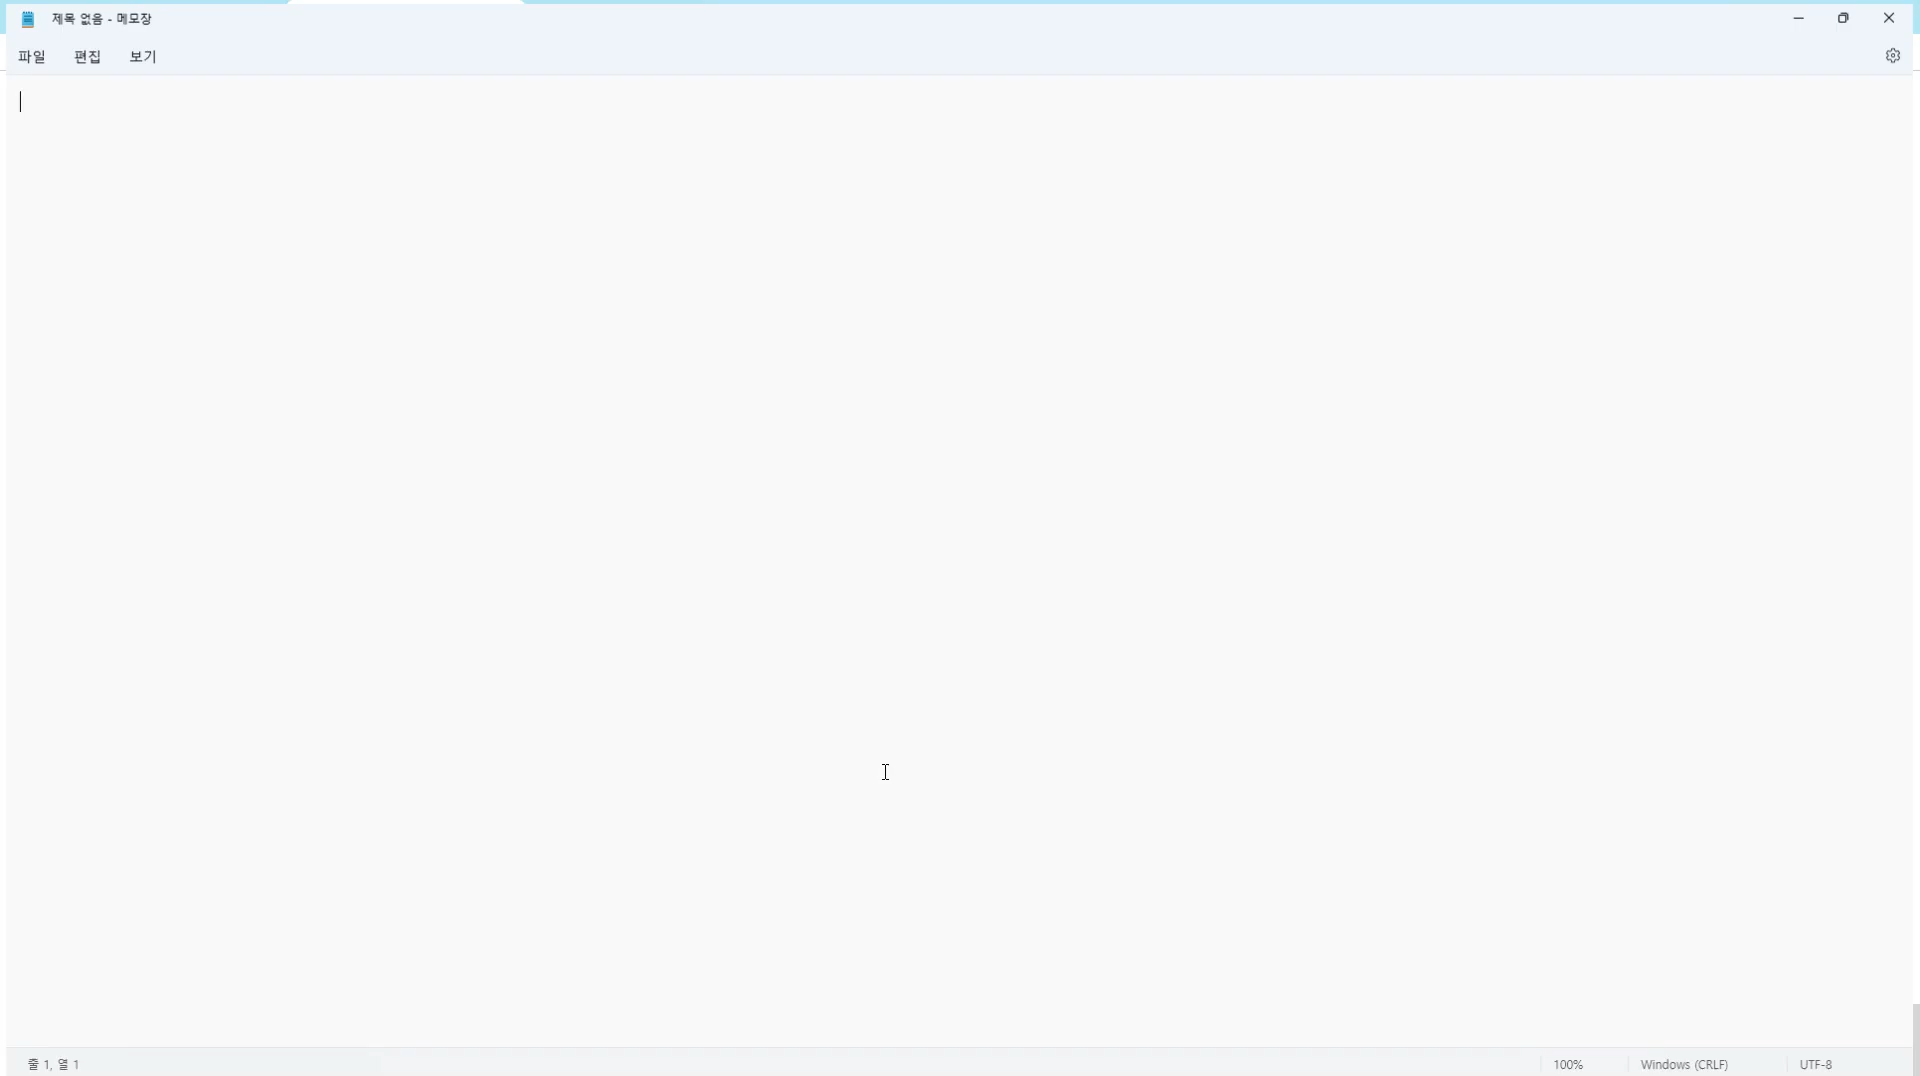 제목 없음 - 메모장
파일 편집 보기
줄 1, 열 1 100% Windows (CRLF) UTF-8